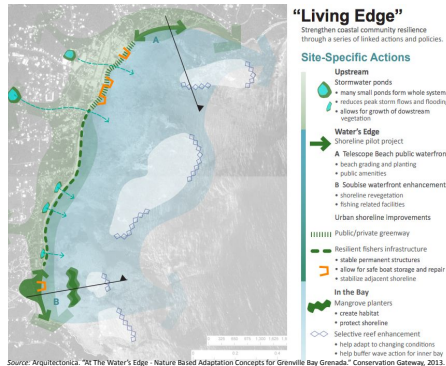 "Living Edge"
Strengthen coastal community resilience
through a series of linked actions and policies.
Site-Specific Actions
Upstream
Stormwater ponds
• many small ponds form whole system
• reduces peak storm flows and flooding
• allows for growth of dowstream
vegetation
Water's Edge
Shoreline pilot project
A Telescope Beach public waterfron
• beach grading and planting
• public amenities
B Soubise waterfront enhancement
• shoreline revegetation
• fishing related facilities
Urban shoreline improvements
Public/private greenway
Resilient fishers infrastructure
• stable permanent structures
• allow for safe boat storage and repair
• stabilize adjacent shoreline
In the Bay
Mangrove planters
• create habitat
• protect shoreline
Selective reef enhancement
• help adapt to changing conditions
• help buffer wave action for inner bay
A
B
Source: Arquitectonica. "At The Water's Edge - Nature Based Adaptation Concepts for Grenville Bay Grenada." Conservation Gateway, 2013.